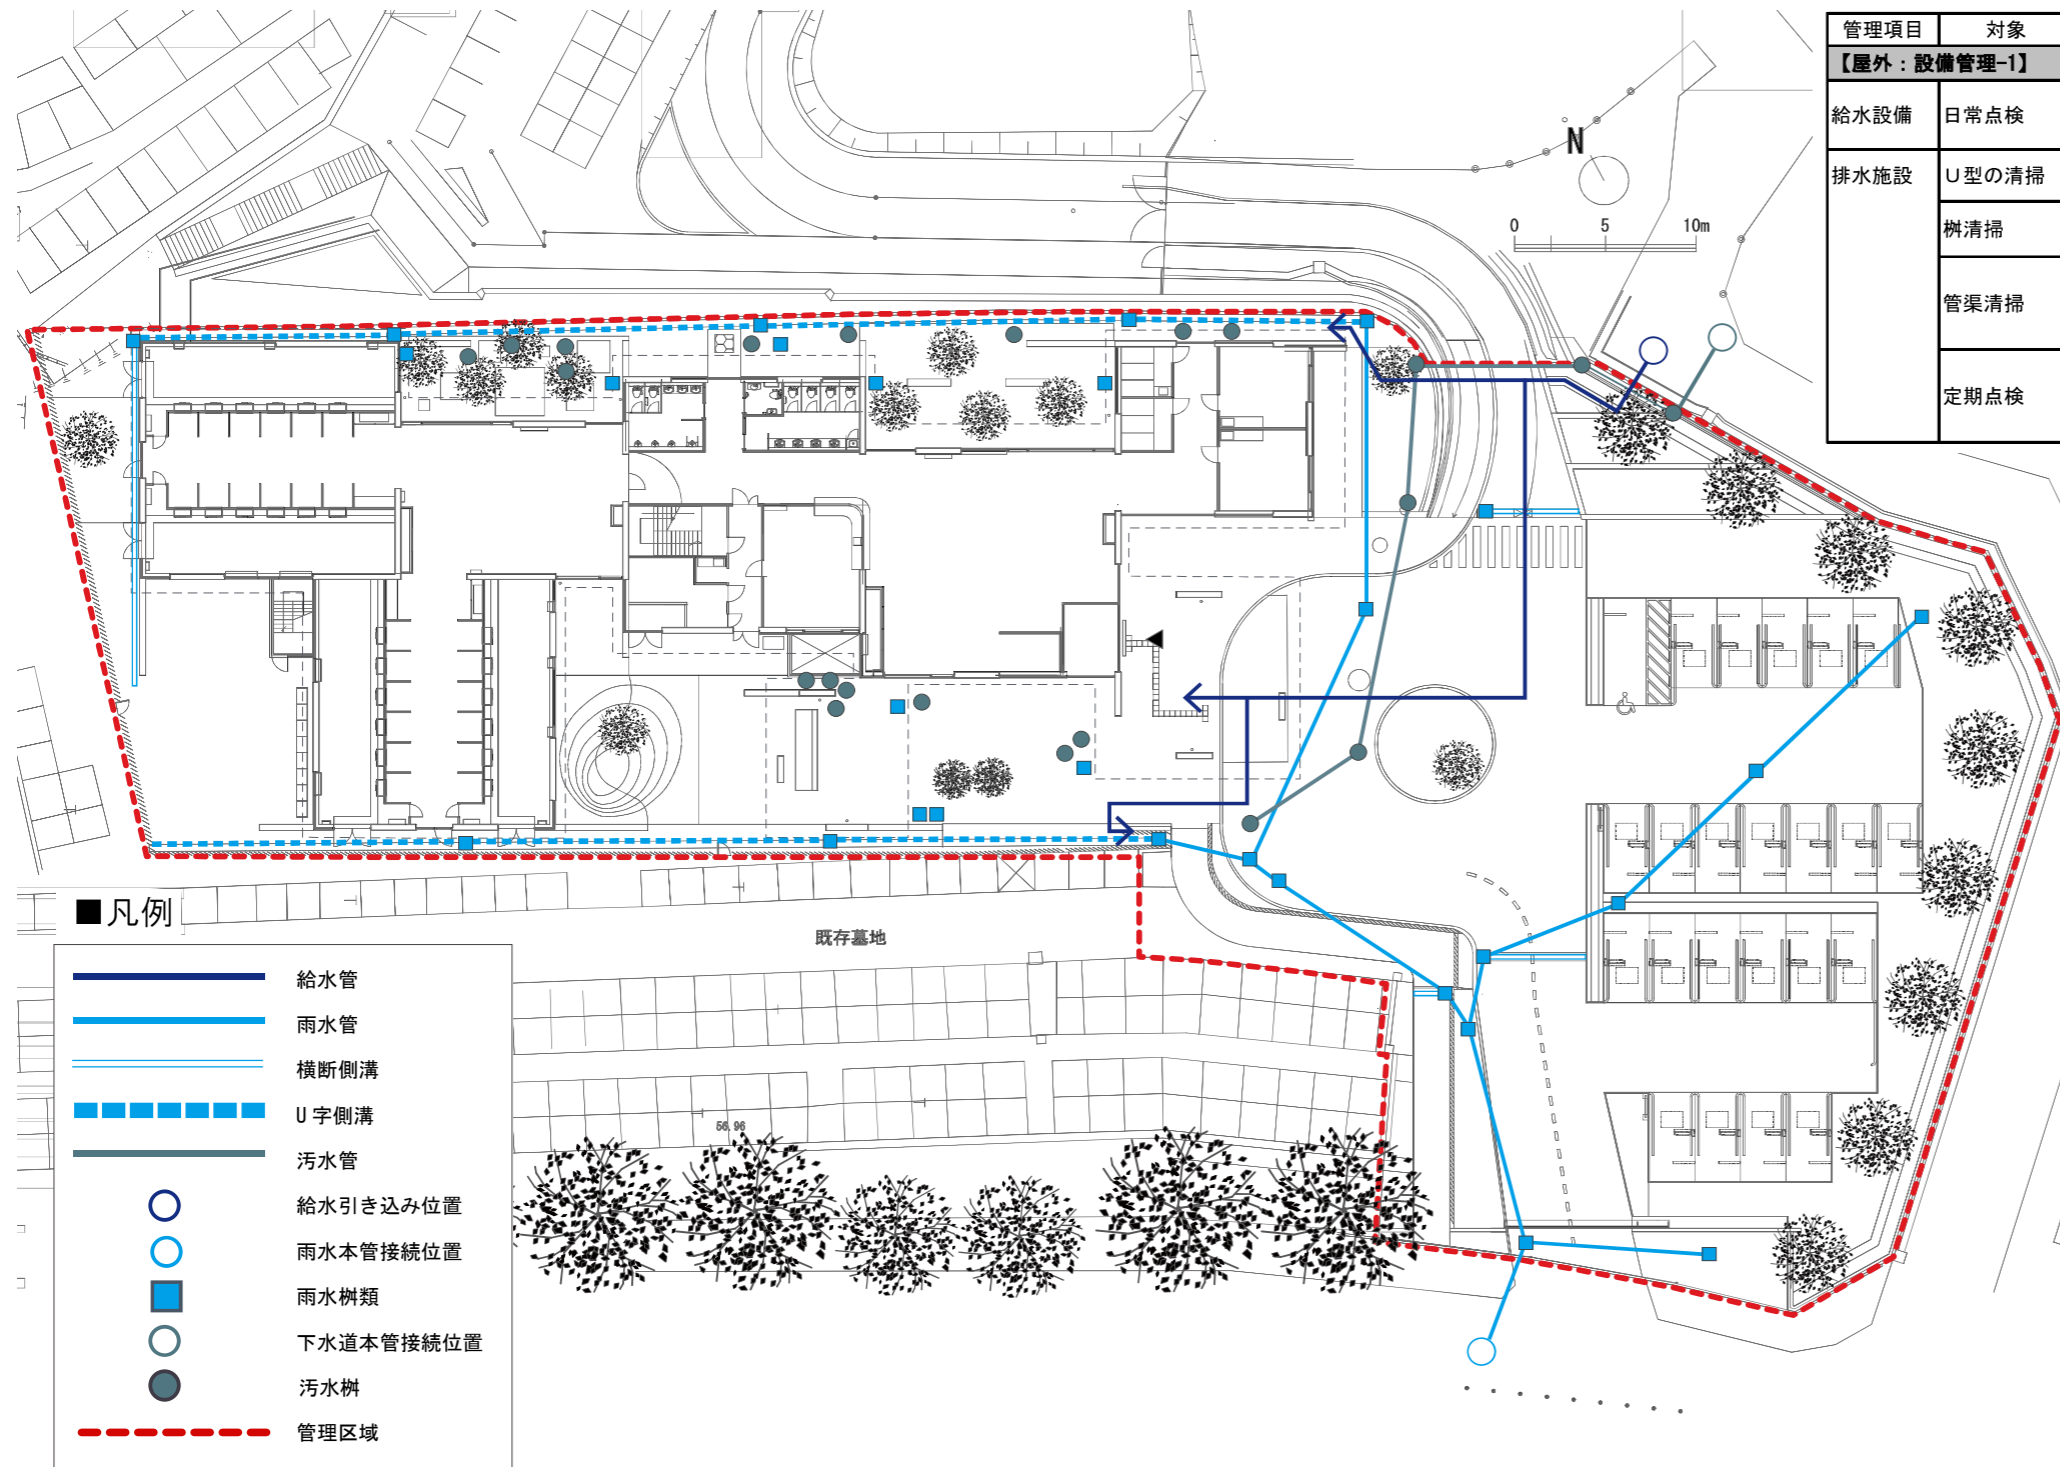 管理項目 対象
【屋外：設備管理-1】
給水設備 日常点検
排水施設 U型の清掃
桝清掃
管渠清掃
定期点検
N
0 5 10m
既存墓地
56.96
■凡例
給水管
雨水管
横断側溝
U字側溝
汚水管
給水引き込み位置
雨水本管接続位置
雨水桝類
下水道本管接続位置
汚水桝
管理区域